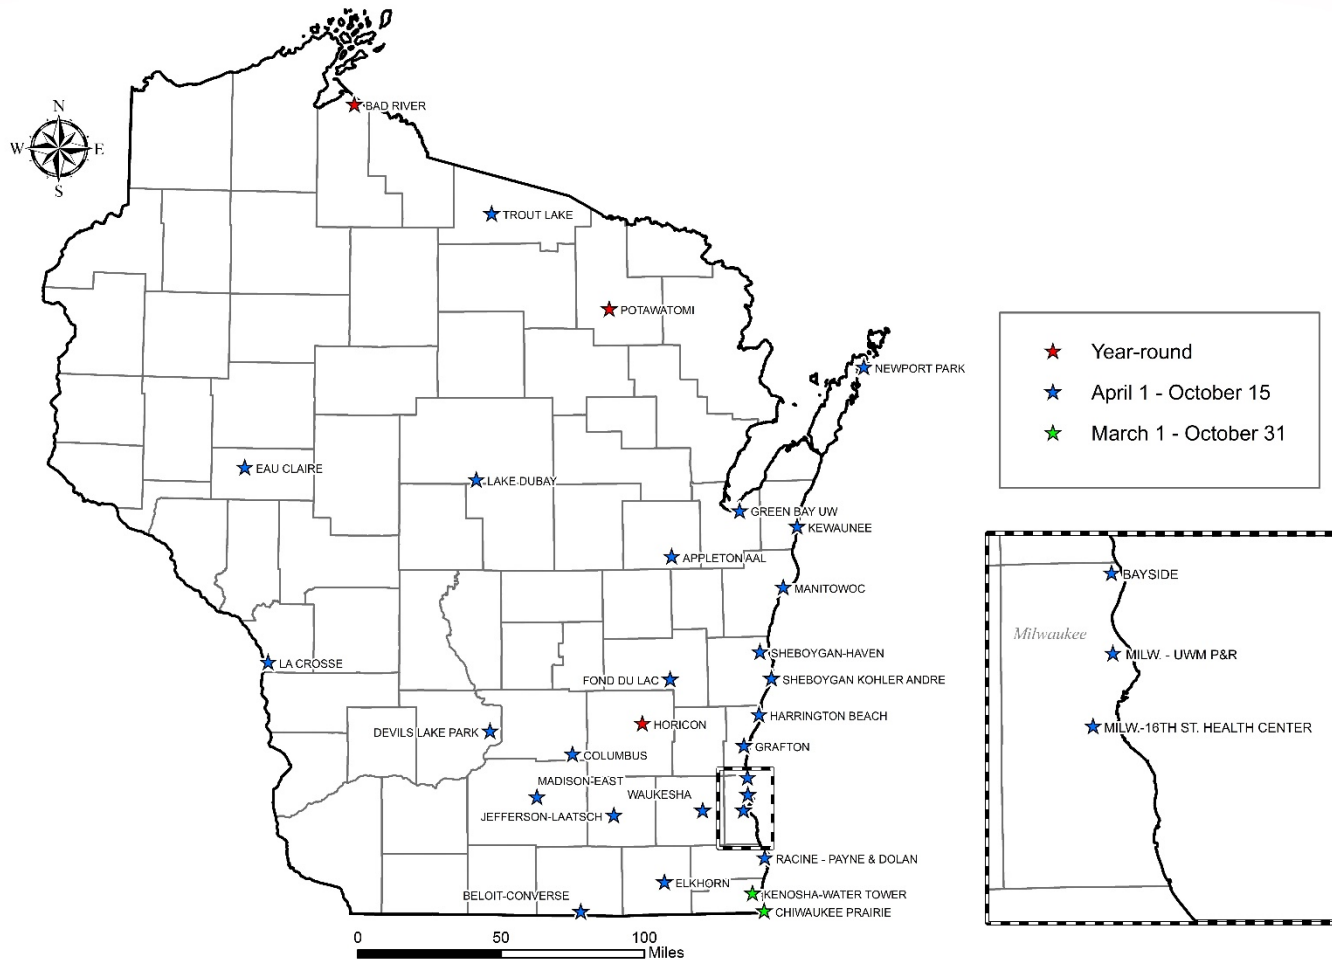 N
W
E
S
BAD RIVER
TROUT LAKE
POTAWATOMI
NEWPORT PARK
Year-round
April 1 - October 15
March 1 - October 31
EAU CLAIRE
LAKE DUBAY
GREEN BAY UW
KEWAUNEE
APPLETON AAL
MANITOWOC
LA CROSSE
SHEBOYGAN-HAVEN
FOND DU LAC
SHEBOYGAN KOHLER ANDRE
HARRINGTON BEACH
HORICON
DEVILS LAKE PARK
GRAFTON
COLUMBUS
MADISON-EAST
WAUKESHA
JEFFERSON-LAATSCH
RACINE - PAYNE & DOLAN
ELKHORN
KENOSHA-WATER TOWER
BELOIT-CONVERSE
CHIWAUKEE PRAIRIE
BAYSIDE
Milwaukee
MILW. - UWM P&R
MILW.-16TH ST. HEALTH CENTER
0 50 100
Miles